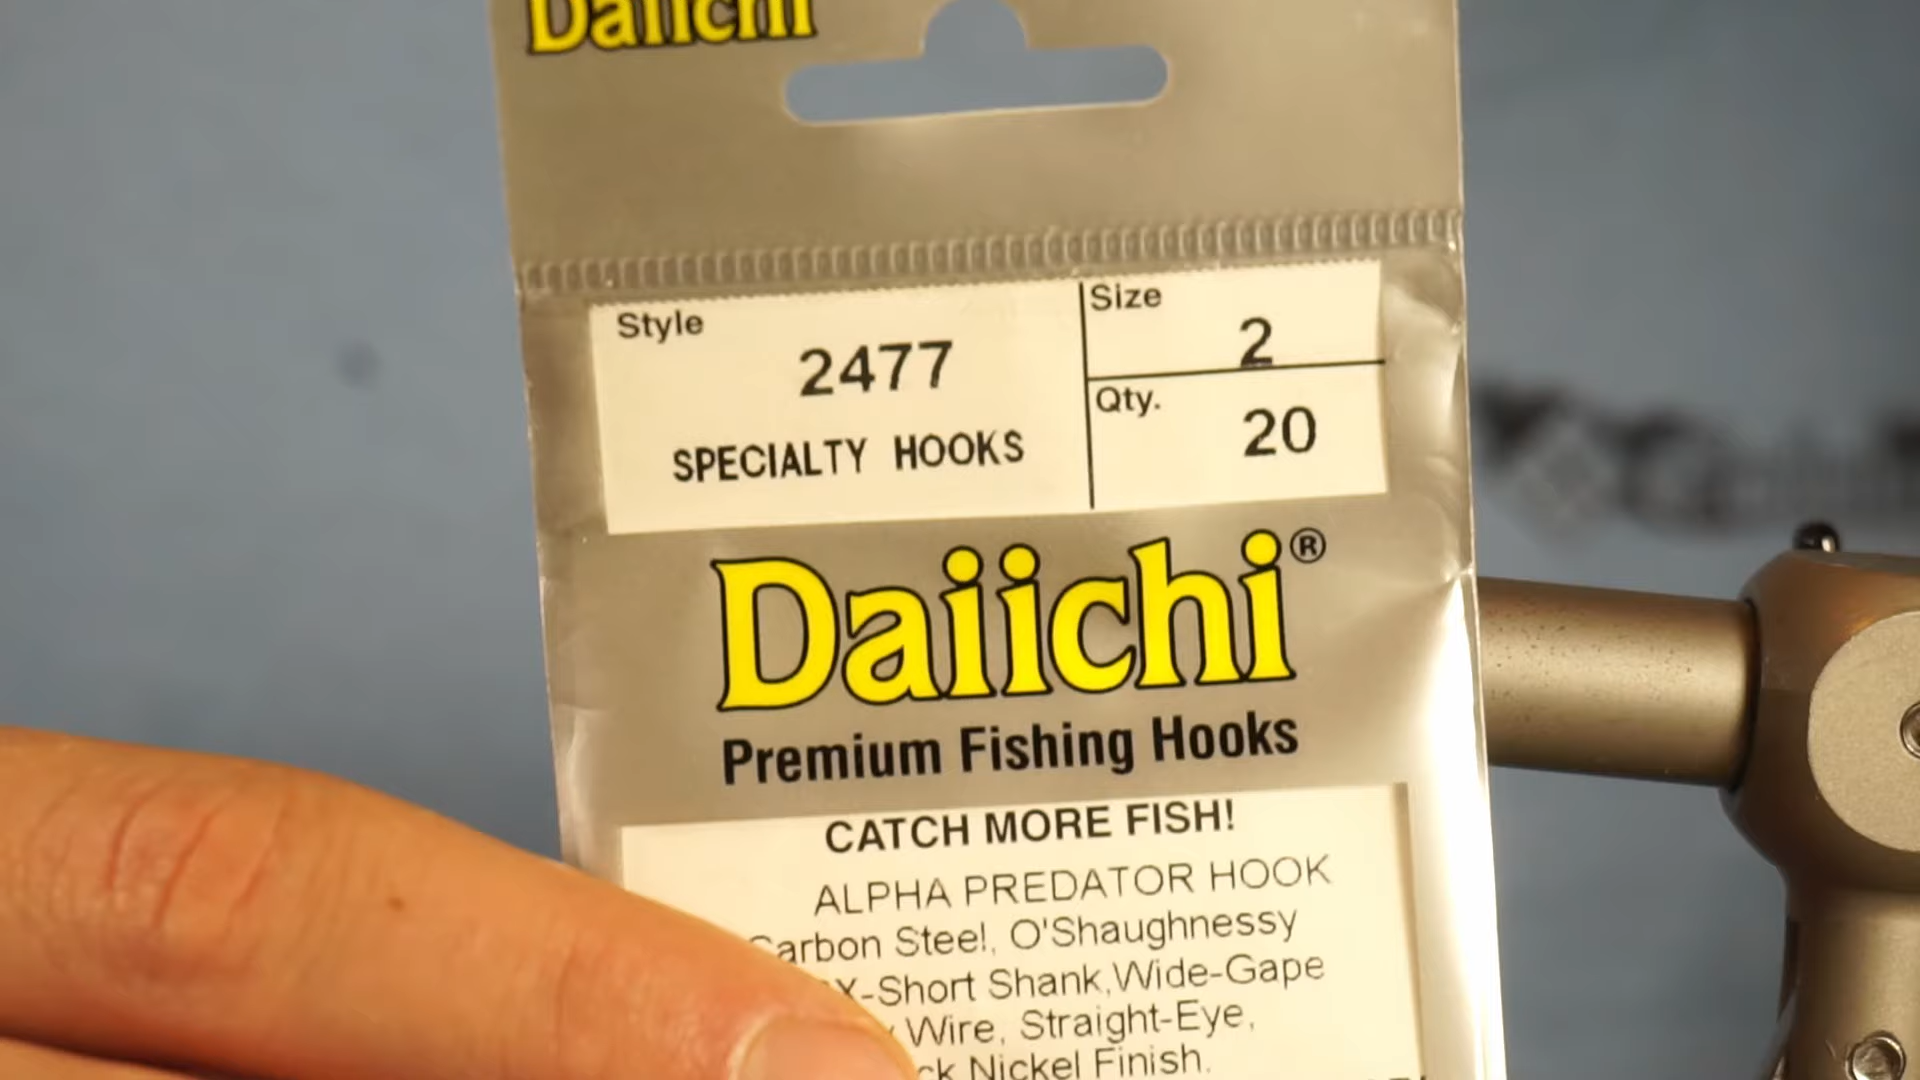 Daiichi
Style
2477
SPECIALTY HOOKS
Size
2
Qty.
20
Daiichi®
Premium Fishing Hooks
CATCH MORE FISH!
ALPHA PREDATOR HOOK
Carbon Steel, O'Shaughnessy
X-Short Shank, Wide-Gape
Wire, Straight-Eye,
Nickel Finish.